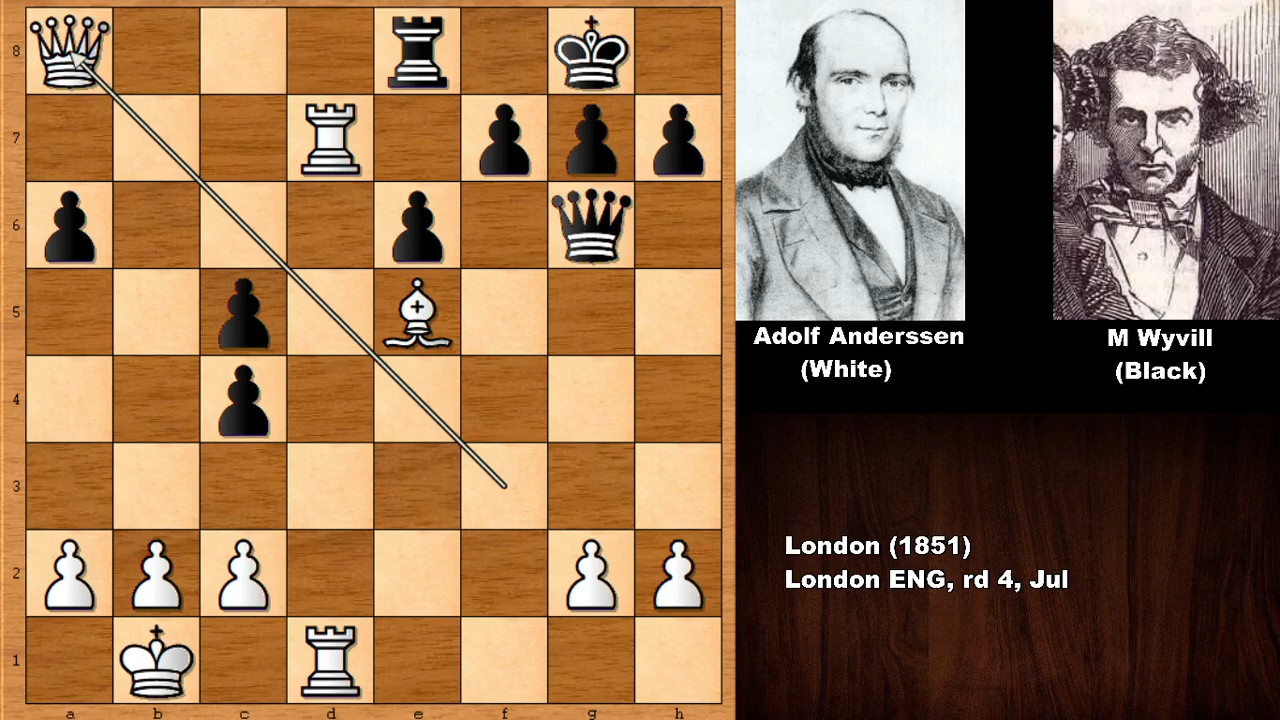 8
7
6
5
4
3
2
1
a b c d e f g h
Adolf Anderssen
(White)
M Wyvill
(Black)
London (1851)
London ENG, rd 4, Jul